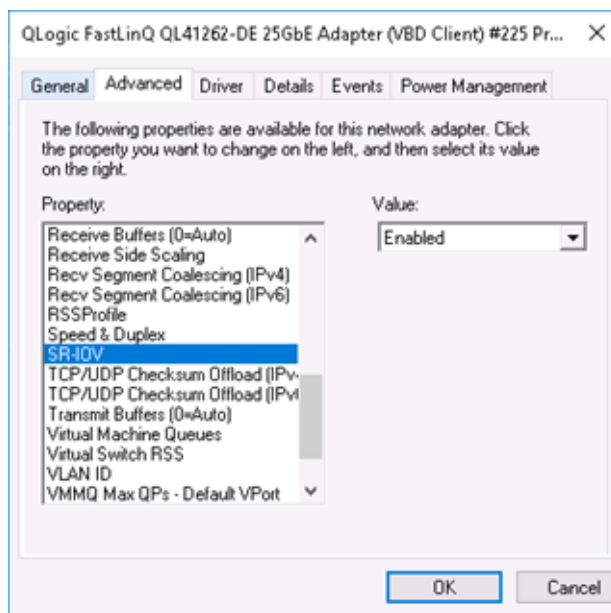 QLogic FastLinQ QL41262-DE 25GbE Adapter (VBD Client) #225 Pr...
General Advanced Driver Details Events Power Management
The following properties are available for this network adapter. Click
the property you want to change on the left, and then select its value
on the right.
Property:
Value:
Receive Buffers (0=Auto)
Receive Side Scaling
Recv Segment Coalescing (IPv4)
Recv Segment Coalescing (IPv6)
RSSProfile
Speed & Duplex
SR-IOV
TCP/UDP Checksum Offload (IPv4
TCP/UDP Checksum Offload (IPv6
Transmit Buffers (0=Auto)
Virtual Machine Queues
Virtual Switch RSS
VLAN ID
VMMQ Max QPs - Default VPort
Enabled
OK
Cancel